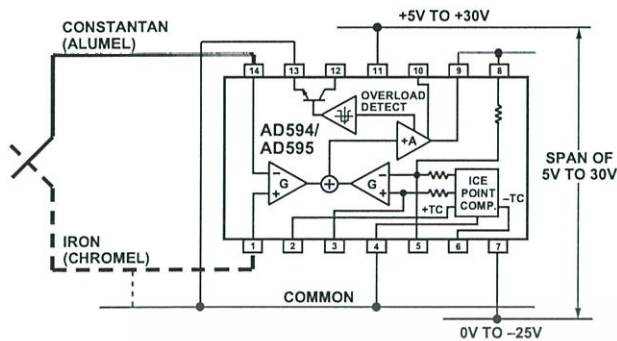 CONSTANTAN
(ALUMEL)
+5V TO +30V
14 13 12 11 10 9 8
OVERLOAD
DETECT
AD594/
AD595
+A
SPAN OF
5V TO 30V
–
G
+
–
G
+
ICE
POINT
COMP.
–TC
+TC
IRON
(CHROMEL)
1 2 3 4 5 6 7
COMMON
0V TO –25V